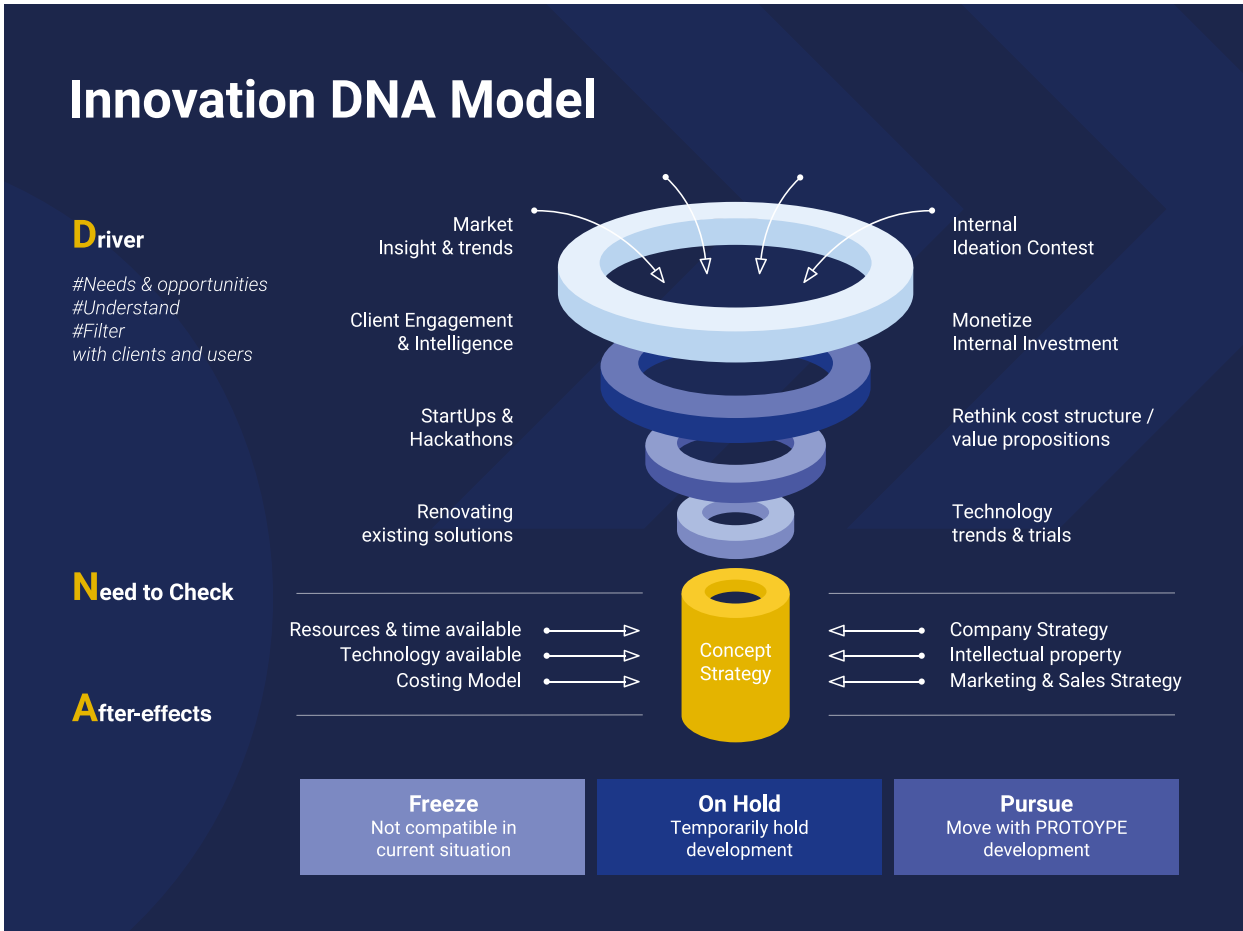 Innovation DNA Model
Driver
#Needs & opportunities
#Understand
#Filter
with clients and users
Market
Insight & trends
Client Engagement
& Intelligence
StartUps &
Hackathons
Renovating
existing solutions
Internal
Ideation Contest
Monetize
Internal Investment
Rethink cost structure /
value propositions
Technology
trends & trials
Need to Check
Resources & time available
Technology available
Costing Model
Concept
Strategy
Company Strategy
Intellectual property
Marketing & Sales Strategy
After-effects
Freeze
Not compatible in
current situation
On Hold
Temporarily hold
development
Pursue
Move with PROTOYPE
development